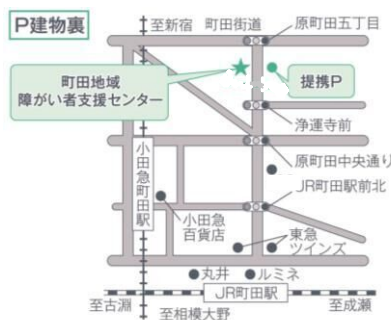 P建物裏
至新宿
町田街道
原町田五丁目
町田地域
障がい者支援センター
提携P
浄運寺前
原町田中央通り
小田急町田駅
JR町田駅前北
小田急
百貨店
東急
ツインズ
丸井
ルミネ
JR町田駅
至古淵
至相模大野
至成瀬